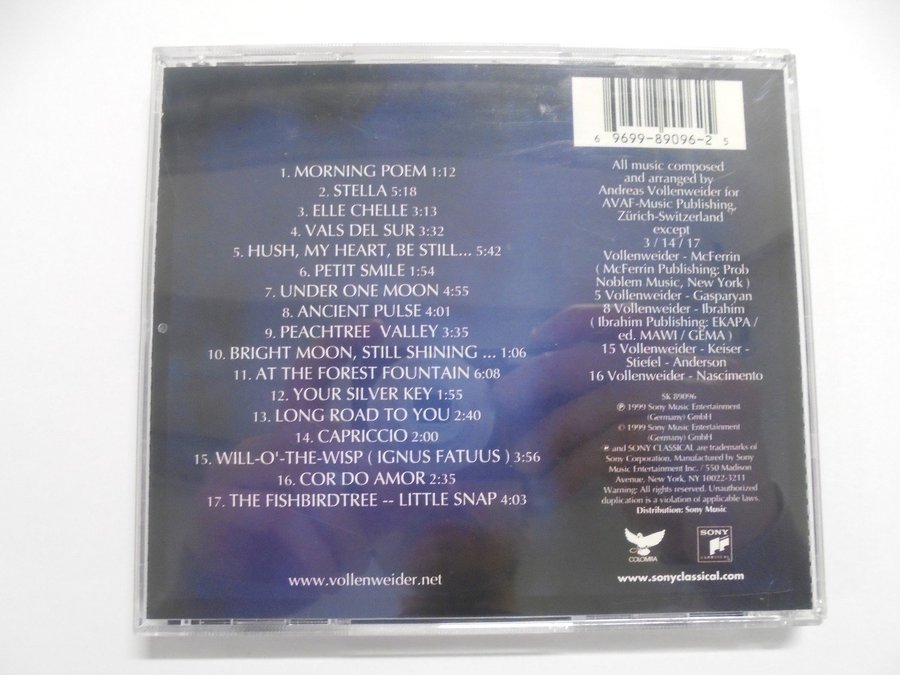 6 9699-89096-2 5
1. MORNING POEM 1:12
2. STELLA 5:18
3. ELLE CHELLE 3:13
4. VALS DEL SUR 3:32
5. HUSH, MY HEART, BE STILL... 5:42
6. PETIT SMILE 1:54
7. UNDER ONE MOON 4:55
8. ANCIENT PULSE 4:01
9. PEACHTREE VALLEY 3:35
10. BRIGHT MOON, STILL SHINING ... 1:06
11. AT THE FOREST FOUNTAIN 6:08
12. YOUR SILVER KEY 1:55
13. LONG ROAD TO YOU 2:40
14. CAPRICCIO 2:00
15. WILL-O'-THE-WISP ( IGNUS FATUUS ) 3:56
16. COR DO AMOR 2:35
17. THE FISHBIRDTREE -- LITTLE SNAP 4:03
www.vollenweider.net
All music composed
and arranged by
Andreas Vollenweider for
AVAF-Music Publishing,
Zürich-Switzerland
except
3 / 14 / 17
Vollenweider - McFerrin
( McFerrin Publishing: Prob
Noblem Music, New York )
5 Vollenweider - Gasparyan
8 Vollenweider - Ibrahim
( Ibrahim Publishing: EKAPA /
ed. MAWI / GEMA )
15 Vollenweider - Keiser -
Stiefel - Anderson
16 Vollenweider - Nascimento
SK 89096
℗ 1999 Sony Music Entertainment
(Germany) GmbH
© 1999 Sony Music Entertainment
(Germany) GmbH
and SONY CLASSICAL are trademarks of
Sony Corporation, Manufactured by Sony
Music Entertainment Inc. / 550 Madison
Avenue, New York, NY 10022-3211
Warning: All rights reserved. Unauthorized
duplication is a violation of applicable laws.
Distribution: Sony Music
COLOMBA
SONY
CLASSICAL
www.sonyclassical.com